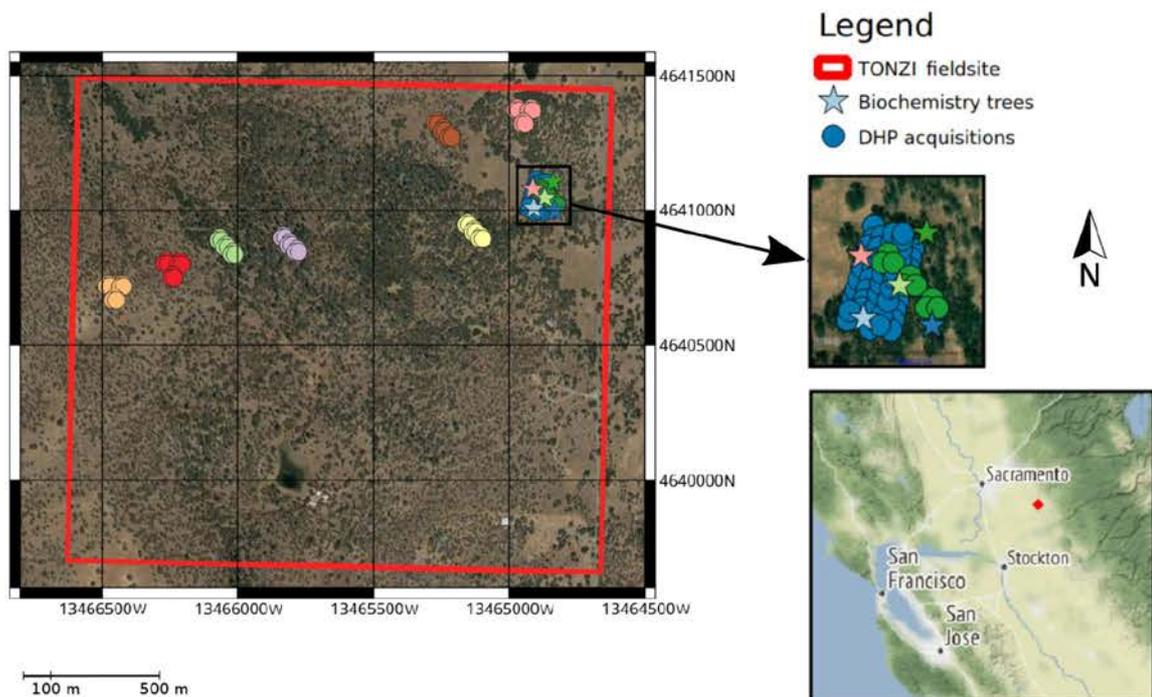 Legend
TONZI fieldsite
Biochemistry trees
DHP acquisitions
4641500N
4641000N
4640500N
4640000N
13466500W
13466000W
13465500W
13465000W
13464500W
100 m
500 m
N
Sacramento
Stockton
San
Francisco
San
Jose